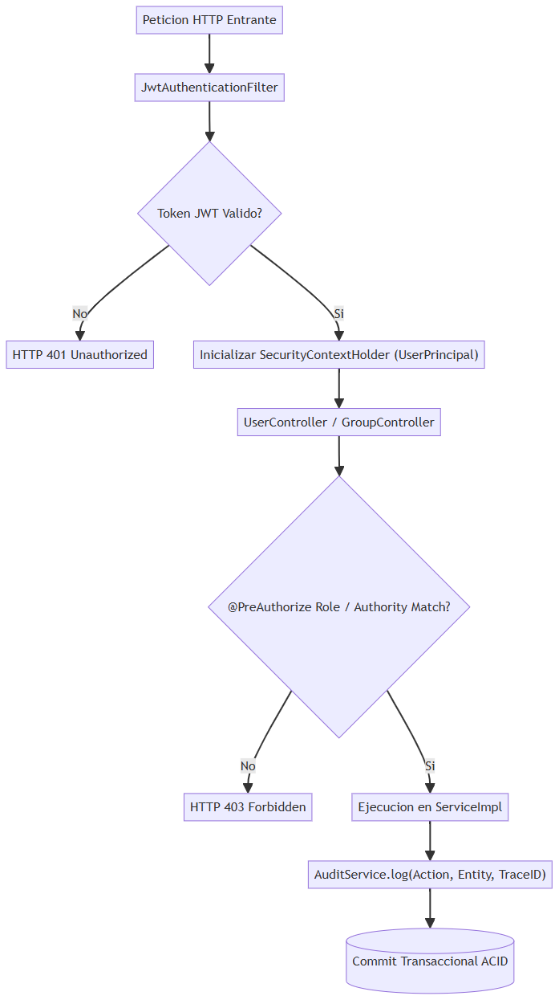 Peticion HTTP Entrante
JwtAuthenticationFilter
Token JWT Valido?
No
Si
HTTP 401 Unauthorized
Inicializar SecurityContextHolder (UserPrincipal)
UserController / GroupController
@PreAuthorize Role / Authority Match?
No
Si
HTTP 403 Forbidden
Ejecucion en ServiceImpl
AuditService.log(Action, Entity, TraceID)
Commit Transaccional ACID